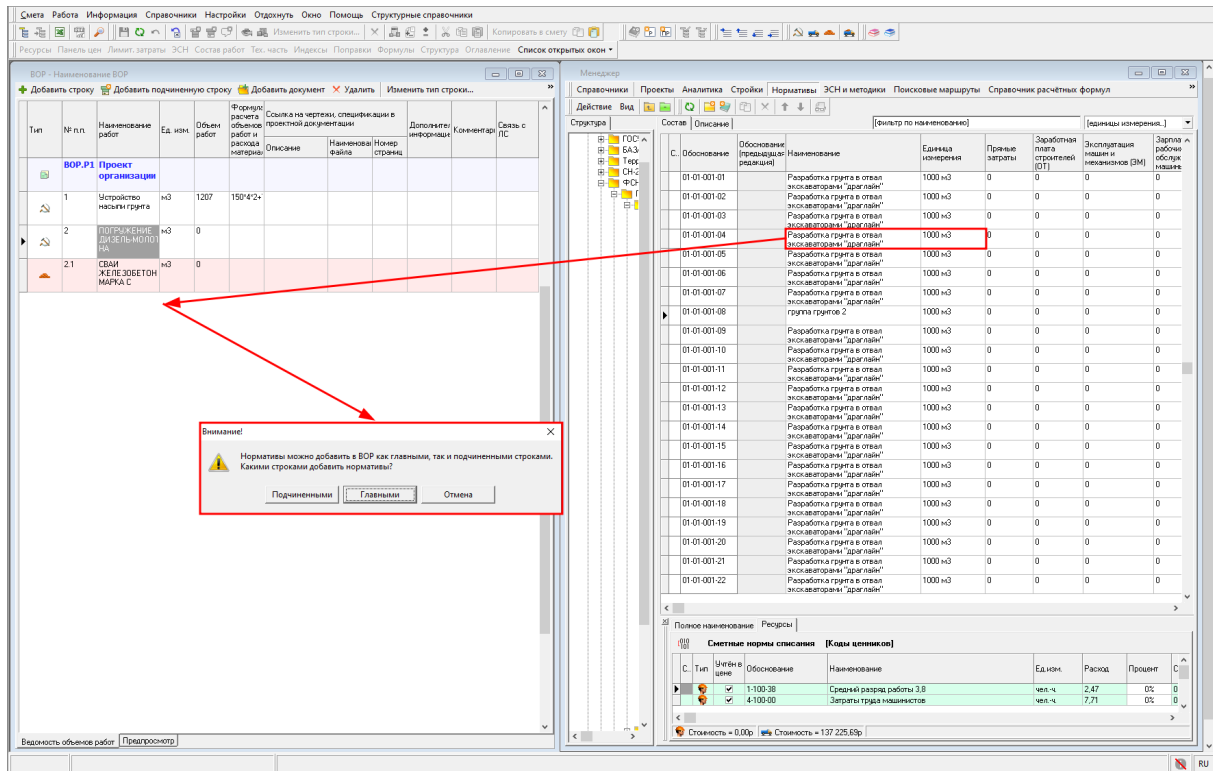 Смета Работа Информация Справочники Настройки Отдохнуть Окно Помощь Структурные справочники
Изменить тип строки... Копировать в смету
Ресурсы Панель цен Лимит.затраты ЗСН Состав работ Тех. часть Индексы Поправки Формулы Структура Оглавление Список открытых окон
ВОР - Наименование ВОР
Добавить строку Добавить подчиненную строку Добавить документ Удалить Изменить тип строки... »
Тип № п.п. Наименование работ Ед. изм. Объем работ Формула расчета объемов работ и расхода материал Ссылка на чертежи, спецификации в проектной документации Описание Наименован файла Номер страниц Дополнител информаци Комментари Связь с ЛС
ВОР.Р1 Проект организации
1 Устройство насыпи грунта м3 1207 150*4*2+
2 ПОГРУЖЕНИЕ ДИЗЕЛЬ-МОЛОТ НА м3 0
2.1 СВАИ ЖЕЛЕЗОБЕТОН МАРКА С м3 0
Внимание!
Нормативы можно добавить в ВОР как главными, так и подчиненными строками.
Какими строками добавить нормативы?
Подчиненными Главными Отмена
Ведомость объемов работ Предпросмотр
Менеджер
Справочники Проекты Аналитика Стройки Нормативы ЗСН и методики Поисковые маршруты Справочник расчётных формул »
Действие Вид
Структура Состав Описание [Фильтр по наименованию] [единицы измерения..]
ГОСУ
БАЗ
Терр
СН-2
ФСН
Г
С.. Обоснование Обоснование (предыдущая редакция) Наименование Единица измерения Прямые затраты Заработная плата строителей (ОТ) Эксплуатация машин и механизмов (ЭМ) Зарпла рабочи обслуж машины
01-01-001-01 Разработка грунта в отвал экскаваторами "драглайн" 1000 м3 0 0 0 0
01-01-001-02 Разработка грунта в отвал экскаваторами "драглайн" 1000 м3 0 0 0 0
01-01-001-03 Разработка грунта в отвал экскаваторами "драглайн" 1000 м3 0 0 0 0
01-01-001-04 Разработка грунта в отвал экскаваторами "драглайн" 1000 м3 0 0 0 0
01-01-001-05 Разработка грунта в отвал экскаваторами "драглайн" 1000 м3 0 0 0 0
01-01-001-06 Разработка грунта в отвал экскаваторами "драглайн" 1000 м3 0 0 0 0
01-01-001-07 Разработка грунта в отвал экскаваторами "драглайн" 1000 м3 0 0 0 0
01-01-001-08 группа грунтов 2 1000 м3 0 0 0 0
01-01-001-09 Разработка грунта в отвал экскаваторами "драглайн" 1000 м3 0 0 0 0
01-01-001-10 Разработка грунта в отвал экскаваторами "драглайн" 1000 м3 0 0 0 0
01-01-001-11 Разработка грунта в отвал экскаваторами "драглайн" 1000 м3 0 0 0 0
01-01-001-12 Разработка грунта в отвал экскаваторами "драглайн" 1000 м3 0 0 0 0
01-01-001-13 Разработка грунта в отвал экскаваторами "драглайн" 1000 м3 0 0 0 0
01-01-001-14 Разработка грунта в отвал экскаваторами "драглайн" 1000 м3 0 0 0 0
01-01-001-15 Разработка грунта в отвал экскаваторами "драглайн" 1000 м3 0 0 0 0
01-01-001-16 Разработка грунта в отвал экскаваторами "драглайн" 1000 м3 0 0 0 0
01-01-001-17 Разработка грунта в отвал экскаваторами "драглайн" 1000 м3 0 0 0 0
01-01-001-18 Разработка грунта в отвал экскаваторами "драглайн" 1000 м3 0 0 0 0
01-01-001-19 Разработка грунта в отвал экскаваторами "драглайн" 1000 м3 0 0 0 0
01-01-001-20 Разработка грунта в отвал экскаваторами "драглайн" 1000 м3 0 0 0 0
01-01-001-21 Разработка грунта в отвал экскаваторами "драглайн" 1000 м3 0 0 0 0
01-01-001-22 Разработка грунта в отвал экскаваторами "драглайн" 1000 м3 0 0 0 0
Полное наименование Ресурсы
Сметные нормы списания [Коды ценников]
С.. Тип Учтён в цене Обоснование Наименование Ед.изм. Расход Процент С
1-100-38 Средний разряд работы 3,8 чел.-ч 2,47 0% 0
4-100-00 Затраты труда машинистов чел.-ч 7,71 0% 0
Стоимость = 0,00р Стоимость = 137 225,69р
RU